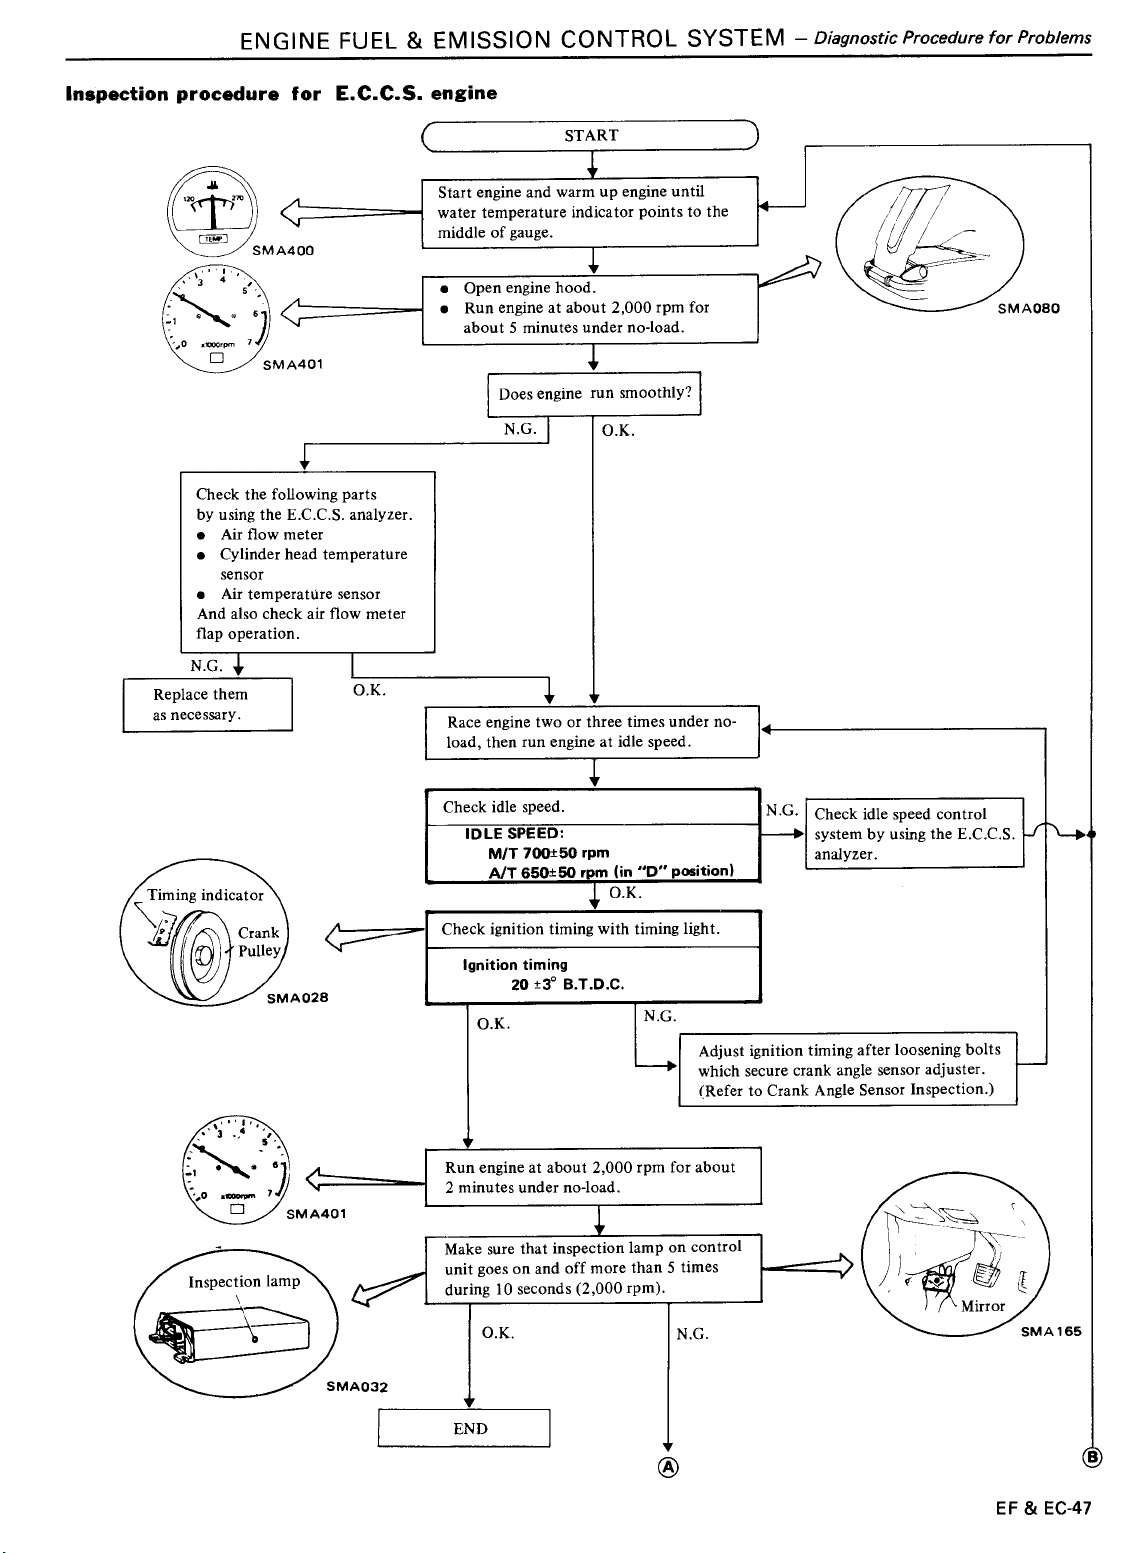 ENGINE FUEL & EMISSION CONTROL SYSTEM – Diagnostic Procedure for Problems
Inspection procedure for E.C.C.S. engine
START
Start engine and warm up engine until
water temperature indicator points to the
middle of gauge.
120
270
TEMP
SMA400
• Open engine hood.
• Run engine at about 2,000 rpm for
about 5 minutes under no-load.
SMA080
0
1
3
4
5
6
7
x1000rpm
SMA401
Does engine run smoothly?
N.G.
O.K.
Check the following parts
by using the E.C.C.S. analyzer.
• Air flow meter
• Cylinder head temperature
sensor
• Air temperature sensor
And also check air flow meter
flap operation.
N.G.
O.K.
Replace them
as necessary.
Race engine two or three times under no-
load, then run engine at idle speed.
Check idle speed.
IDLE SPEED:
M/T 700±50 rpm
A/T 650±50 rpm (in "D" position)
N.G.
Check idle speed control
system by using the E.C.C.S.
analyzer.
O.K.
Timing indicator
Crank
Pulley
SMA028
Check ignition timing with timing light.
Ignition timing
20 ±3° B.T.D.C.
O.K.
N.G.
Adjust ignition timing after loosening bolts
which secure crank angle sensor adjuster.
(Refer to Crank Angle Sensor Inspection.)
0
1
3
4
5
6
7
x1000rpm
SMA401
Run engine at about 2,000 rpm for about
2 minutes under no-load.
Make sure that inspection lamp on control
unit goes on and off more than 5 times
during 10 seconds (2,000 rpm).
Inspection lamp
SMA032
Mirror
SMA165
O.K.
N.G.
END
A
B
EF & EC-47